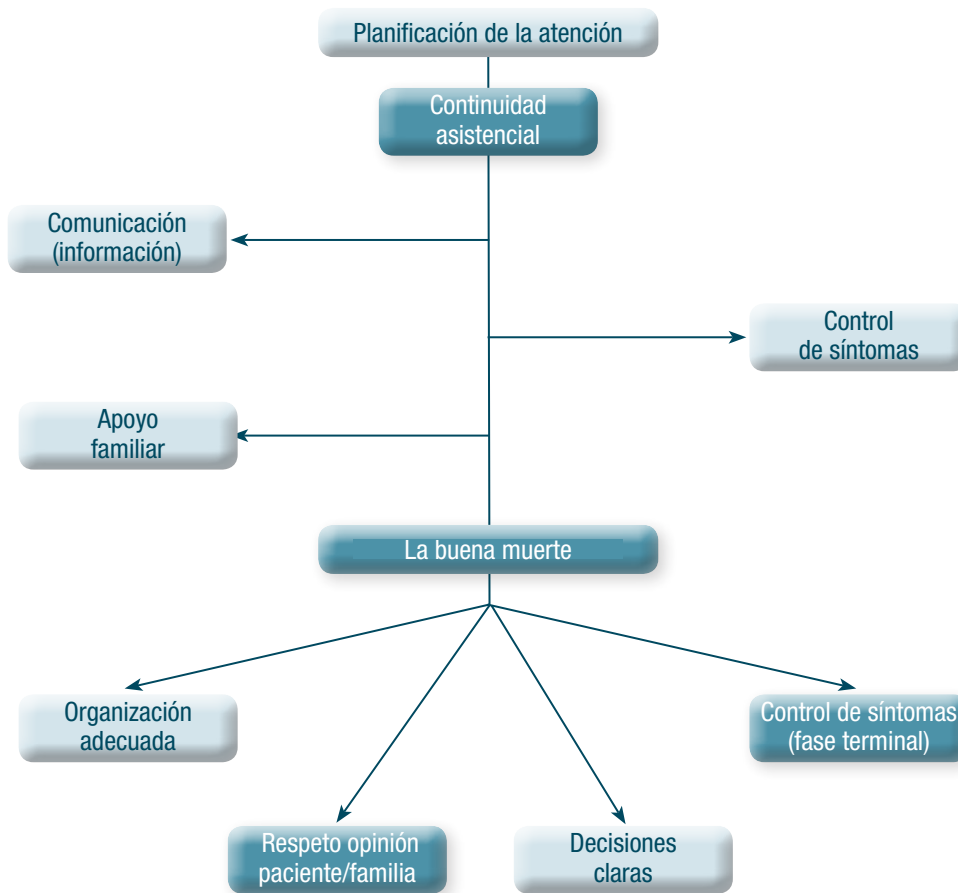 Planificación de la atención
Continuidad
asistencial
Comunicación
(información)
Control
de síntomas
Apoyo
familiar
La buena muerte
Organización
adecuada
Control de síntomas
(fase terminal)
Respeto opinión
paciente/familia
Decisiones
claras